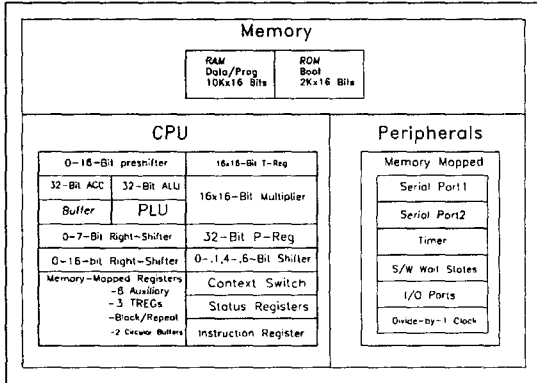 Memory
RAM
Data/Prog
10Kx16 Bits
ROM
Boot
2Kx16 Bits
CPU
0-16-Bit preshifter
16x16-Bit T-Reg
32-Bit ACC
32-Bit ALU
16x16-Bit Multiplier
Buffer
PLU
0-7-Bit Right-Shifter
32-Bit P-Reg
0-16-bit Right-Shifter
0-,1,4-,6-Bit Shifter
Memory-Mapped Registers
-8 Auxiliary
-3 TREGs
-Block/Repeat
-2 Circular Buffers
Context Switch
Status Registers
Instruction Register
Peripherals
Memory Mapped
Serial Port1
Serial Port2
Timer
S/W Wait States
I/O Ports
Divide-by-1 Clock